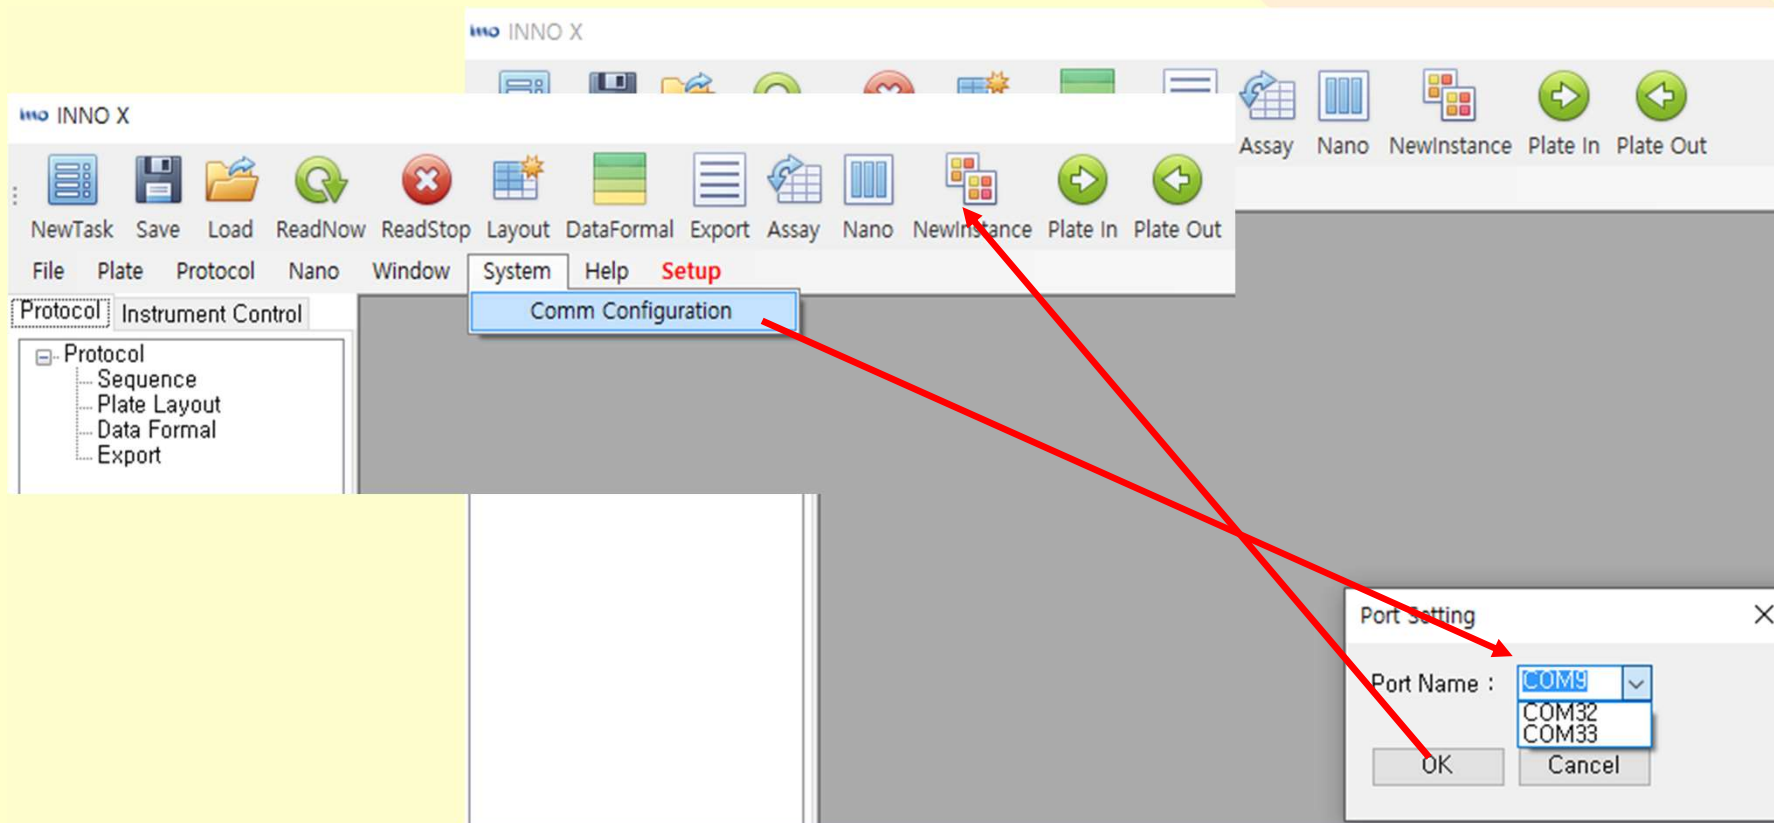 INNO X
Assay Nano NewInstance Plate In Plate Out
INNO X
NewTask Save Load ReadNow ReadStop Layout DataFormal Export Assay Nano NewInstance Plate In Plate Out
File Plate Protocol Nano Window System Help Setup
Comm Configuration
Protocol Instrument Control
Protocol
Sequence
Plate Layout
Data Formal
Export
Port Setting
Port Name : COM9
COM32
COM33
OK Cancel